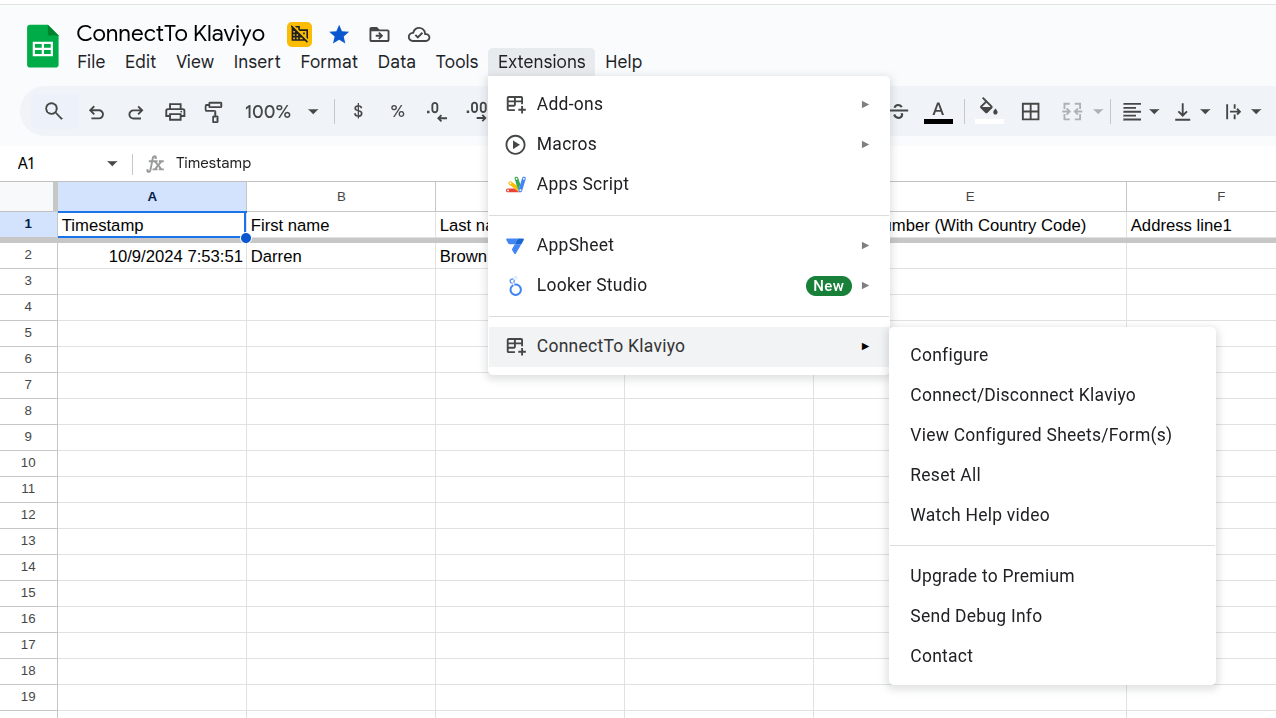 ConnectTo Klaviyo
File Edit View Insert Format Data Tools Extensions Help
100% $ % .0 .00 A
A1 fx Timestamp
A B E F
1 Timestamp First name Last mber (With Country Code) Address line1
2 10/9/2024 7:53:51 Darren Brown
3
4
5
6
7
8
9
10
11
12
13
14
15
16
17
18
19
Add-ons
Macros
Apps Script
AppSheet
Looker Studio New
ConnectTo Klaviyo
Configure
Connect/Disconnect Klaviyo
View Configured Sheets/Form(s)
Reset All
Watch Help video
Upgrade to Premium
Send Debug Info
Contact